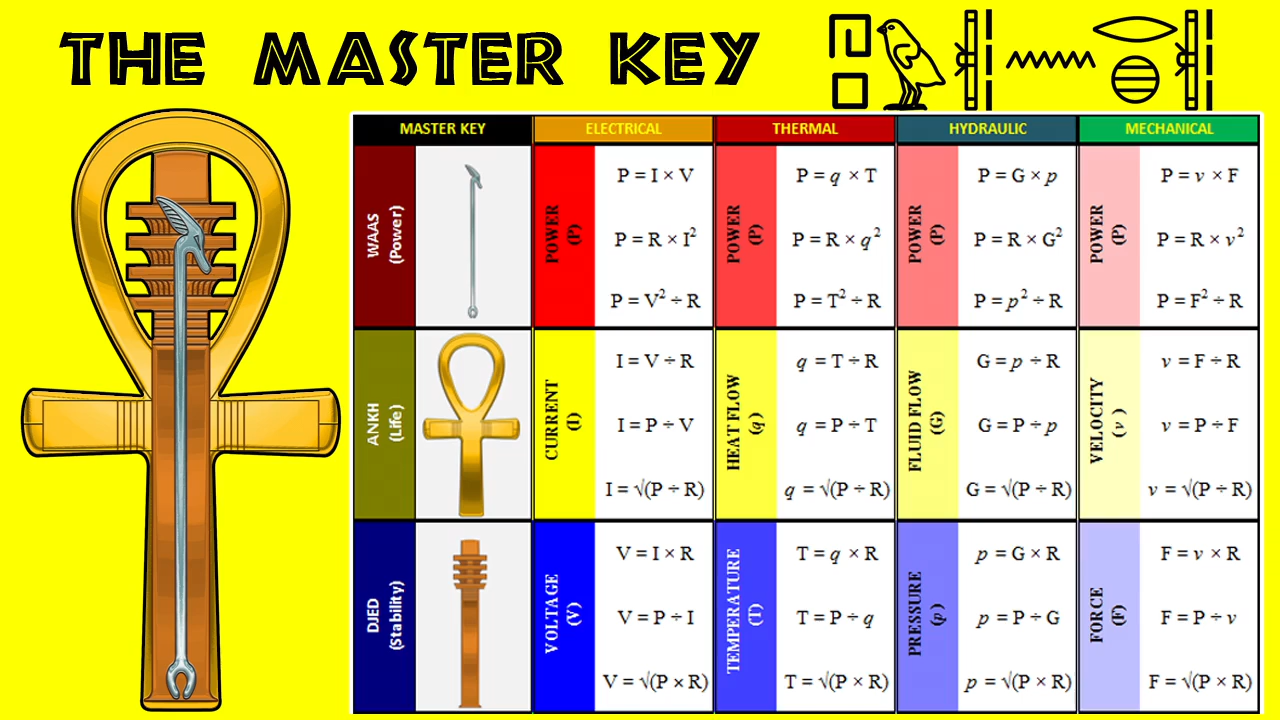 THE MASTER KEY
MASTER KEY ELECTRICAL THERMAL HYDRAULIC MECHANICAL
WAAS
(Power)
POWER
(P)
P = I × V
P = R × I²
P = V² ÷ R
POWER
(P)
P = q × T
P = R × q²
P = T² ÷ R
POWER
(P)
P = G × p
P = R × G²
P = p² ÷ R
POWER
(P)
P = v × F
P = R × v²
P = F² ÷ R
ANKH
(Life)
CURRENT
(I)
I = V ÷ R
I = P ÷ V
I = √(P ÷ R)
HEAT FLOW
(q)
q = T ÷ R
q = P ÷ T
q = √(P ÷ R)
FLUID FLOW
(G)
G = p ÷ R
G = P ÷ p
G = √(P ÷ R)
VELOCITY
(v)
v = F ÷ R
v = P ÷ F
v = √(P ÷ R)
DJED
(Stability)
VOLTAGE
(V)
V = I × R
V = P ÷ I
V = √(P × R)
TEMPERATURE
(T)
T = q × R
T = P ÷ q
T = √(P × R)
PRESSURE
(p)
p = G × R
p = P ÷ G
p = √(P × R)
FORCE
(F)
F = v × R
F = P ÷ v
F = √(P × R)